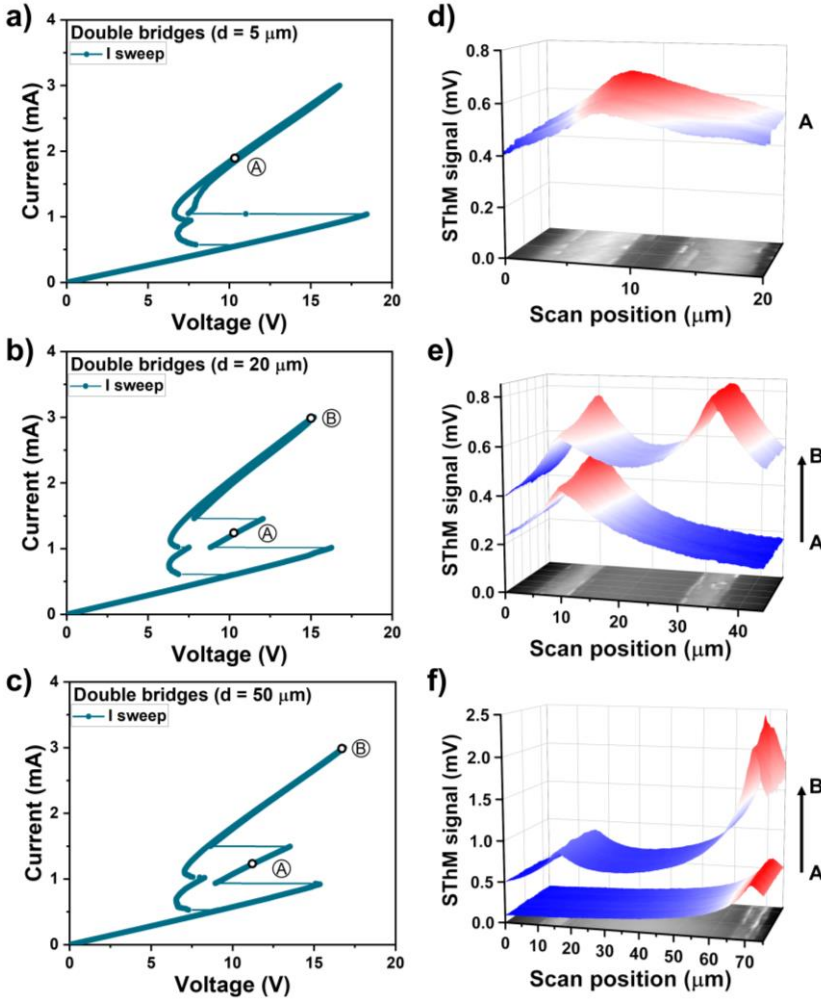 a)
Double bridges (d = 5 μm)
I sweep
Current (mA)
4
3
2
1
0
0 5 10 15 20
Voltage (V)
Ⓐ
d)
SThM signal (mV)
0.8
0.6
0.4
0.2
0.0
0 10 20
Scan position (μm)
A
b)
Double bridges (d = 20 μm)
I sweep
Current (mA)
4
3
2
1
0
0 5 10 15 20
Voltage (V)
Ⓑ
Ⓐ
e)
SThM signal (mV)
0.8
0.6
0.4
0.2
0.0
0 10 20 30 40
Scan position (μm)
B
A
c)
Double bridges (d = 50 μm)
I sweep
Current (mA)
4
3
2
1
0
0 5 10 15 20
Voltage (V)
Ⓑ
Ⓐ
f)
SThM signal (mV)
2.5
2.0
1.5
1.0
0.5
0.0
0 10 20 30 40 50 60 70
Scan position (μm)
B
A